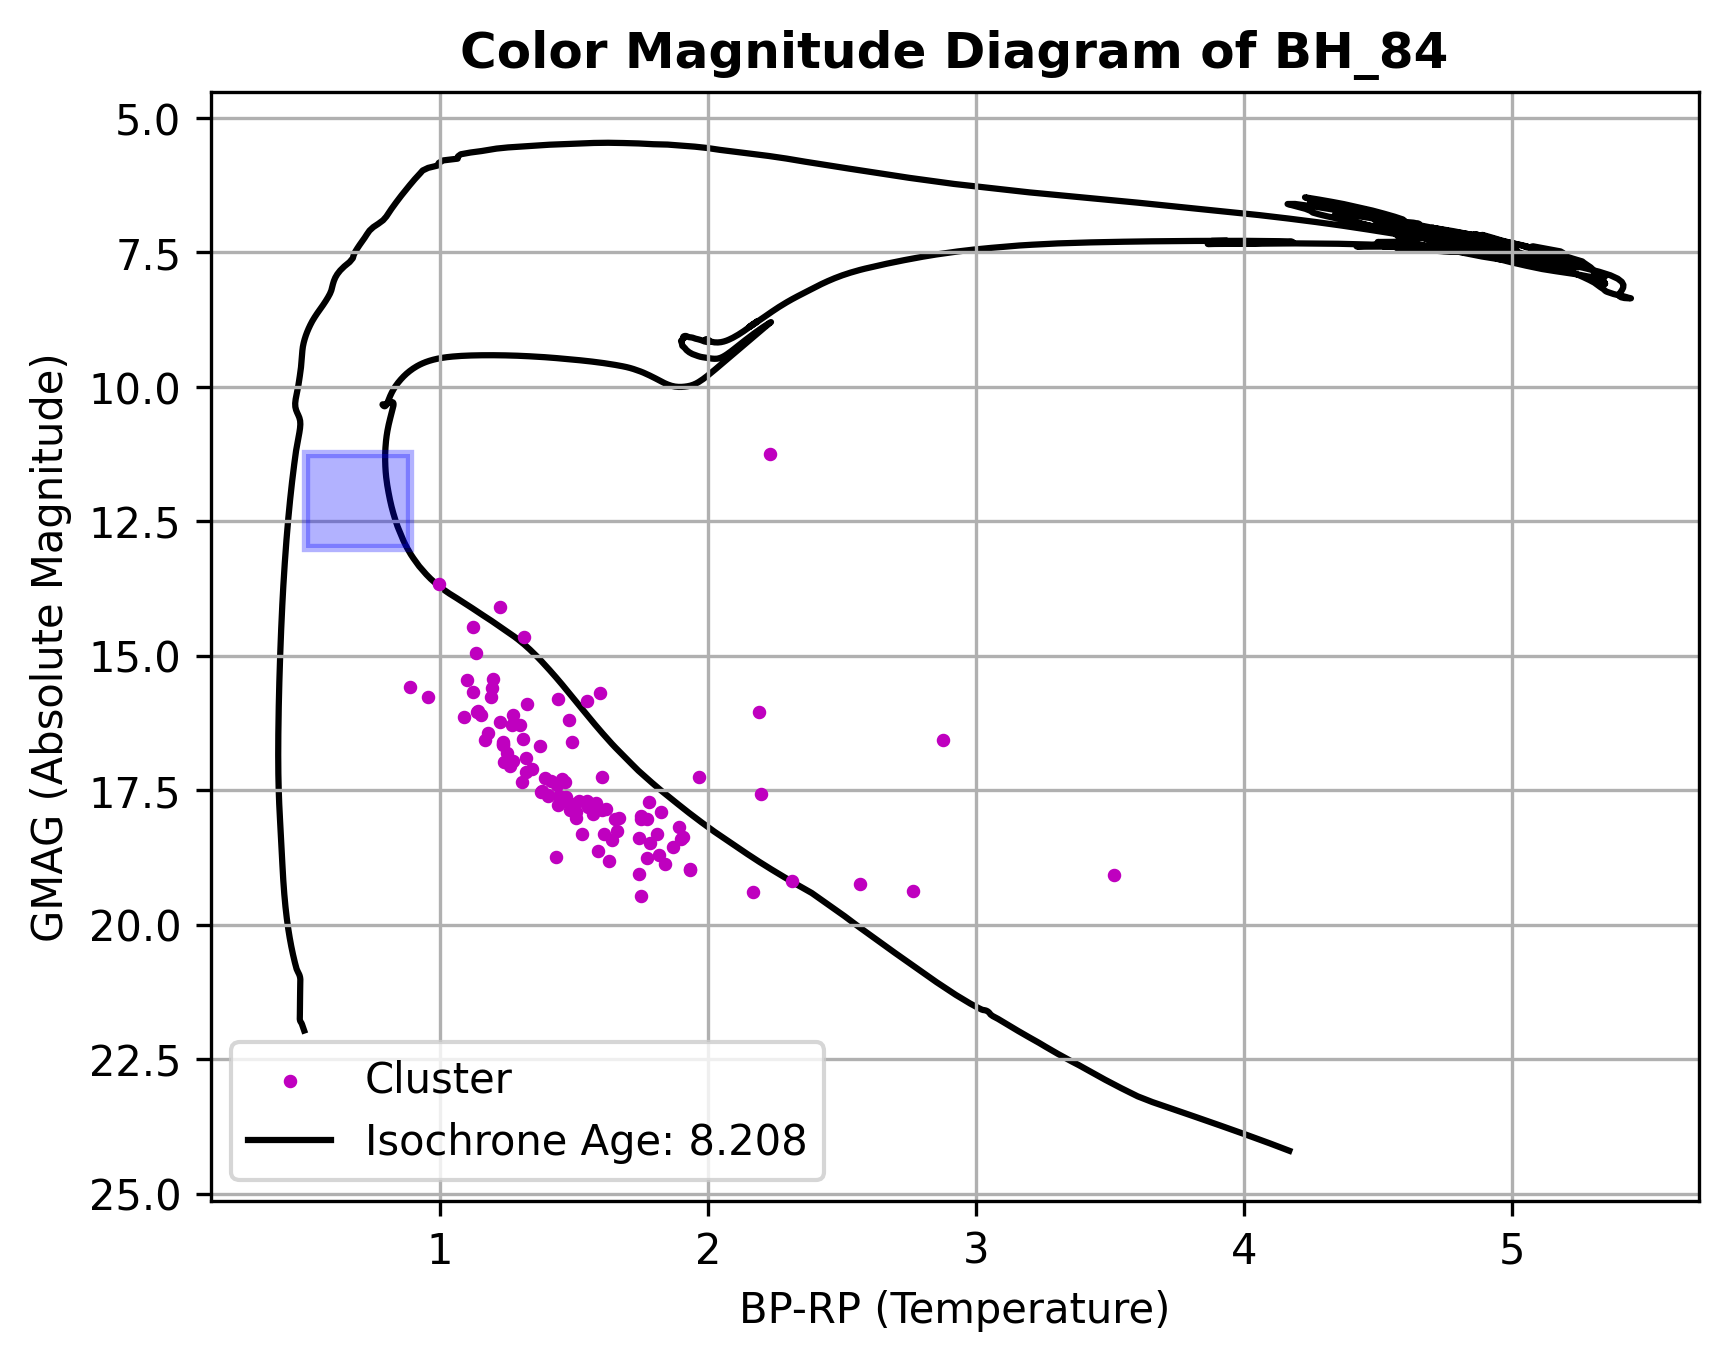 Color Magnitude Diagram of BH_84
GMAG (Absolute Magnitude)
5.0
7.5
10.0
12.5
15.0
17.5
20.0
22.5
25.0
Cluster
Isochrone Age: 8.208
1 2 3 4 5
BP-RP (Temperature)